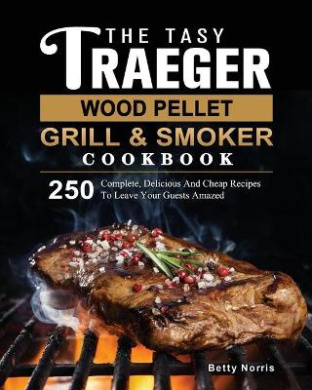 THE TASY
TRAEGER
WOOD PELLET
GRILL & SMOKER
COOKBOOK
250 Complete, Delicious And Cheap Recipes
To Leave Your Guests Amazed
Betty Norris